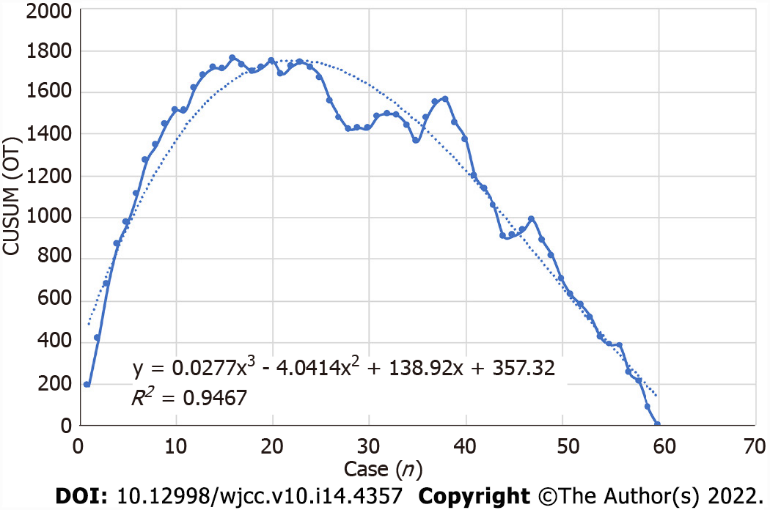 2000
1800
1600
1400
1200
1000
800
600
400
200
0
CUSUM (OT)
y = 0.0277x³ - 4.0414x² + 138.92x + 357.32
R² = 0.9467
0 10 20 30 40 50 60 70
Case (n)
DOI: 10.12998/wjcc.v10.i14.4357 Copyright ©The Author(s) 2022.